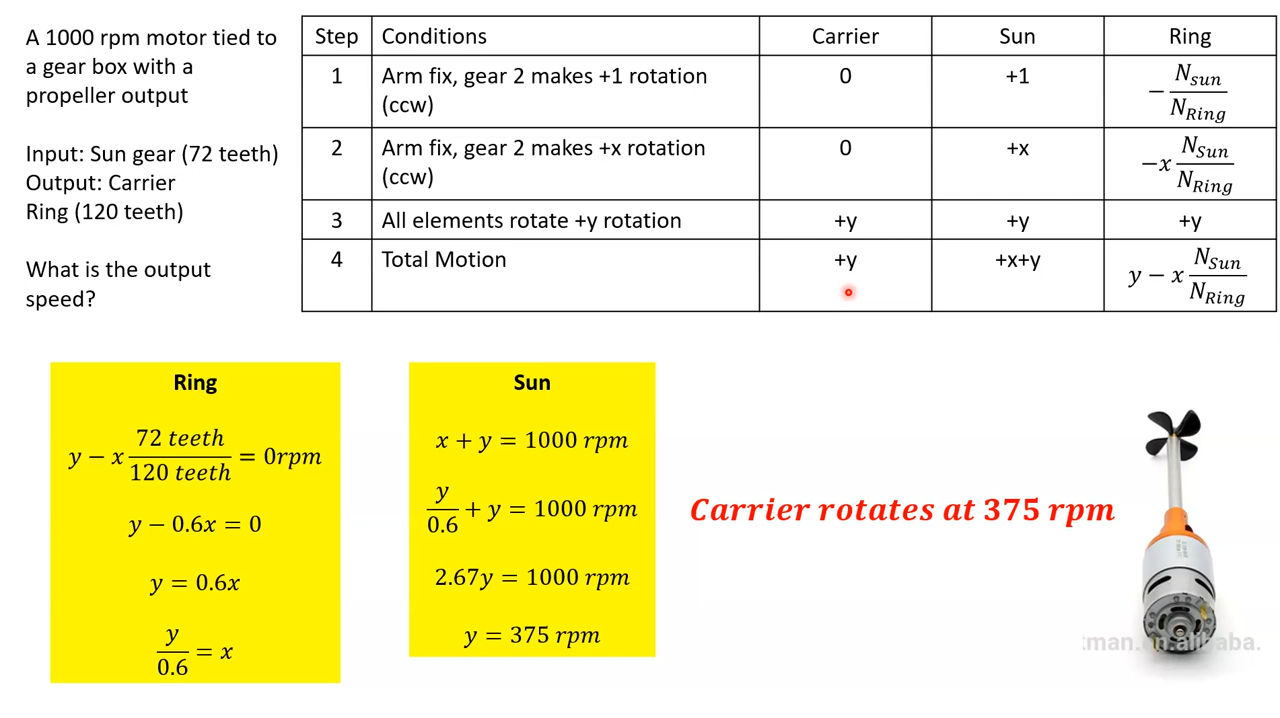 A 1000 rpm motor tied to
a gear box with a
propeller output
Input: Sun gear (72 teeth)
Output: Carrier
Ring (120 teeth)
What is the output
speed?
Step Conditions Carrier Sun Ring
1 Arm fix, gear 2 makes +1 rotation (ccw) 0 +1 −N_Sun/N_Ring
2 Arm fix, gear 2 makes +x rotation (ccw) 0 +x −x N_Sun/N_Ring
3 All elements rotate +y rotation +y +y +y
4 Total Motion +y +x+y y − x N_Sun/N_Ring
Ring
y − x 72 teeth/120 teeth = 0rpm
y − 0.6x = 0
y = 0.6x
y/0.6 = x
Sun
x + y = 1000 rpm
y/0.6 + y = 1000 rpm
2.67y = 1000 rpm
y = 375 rpm
Carrier rotates at 375 rpm